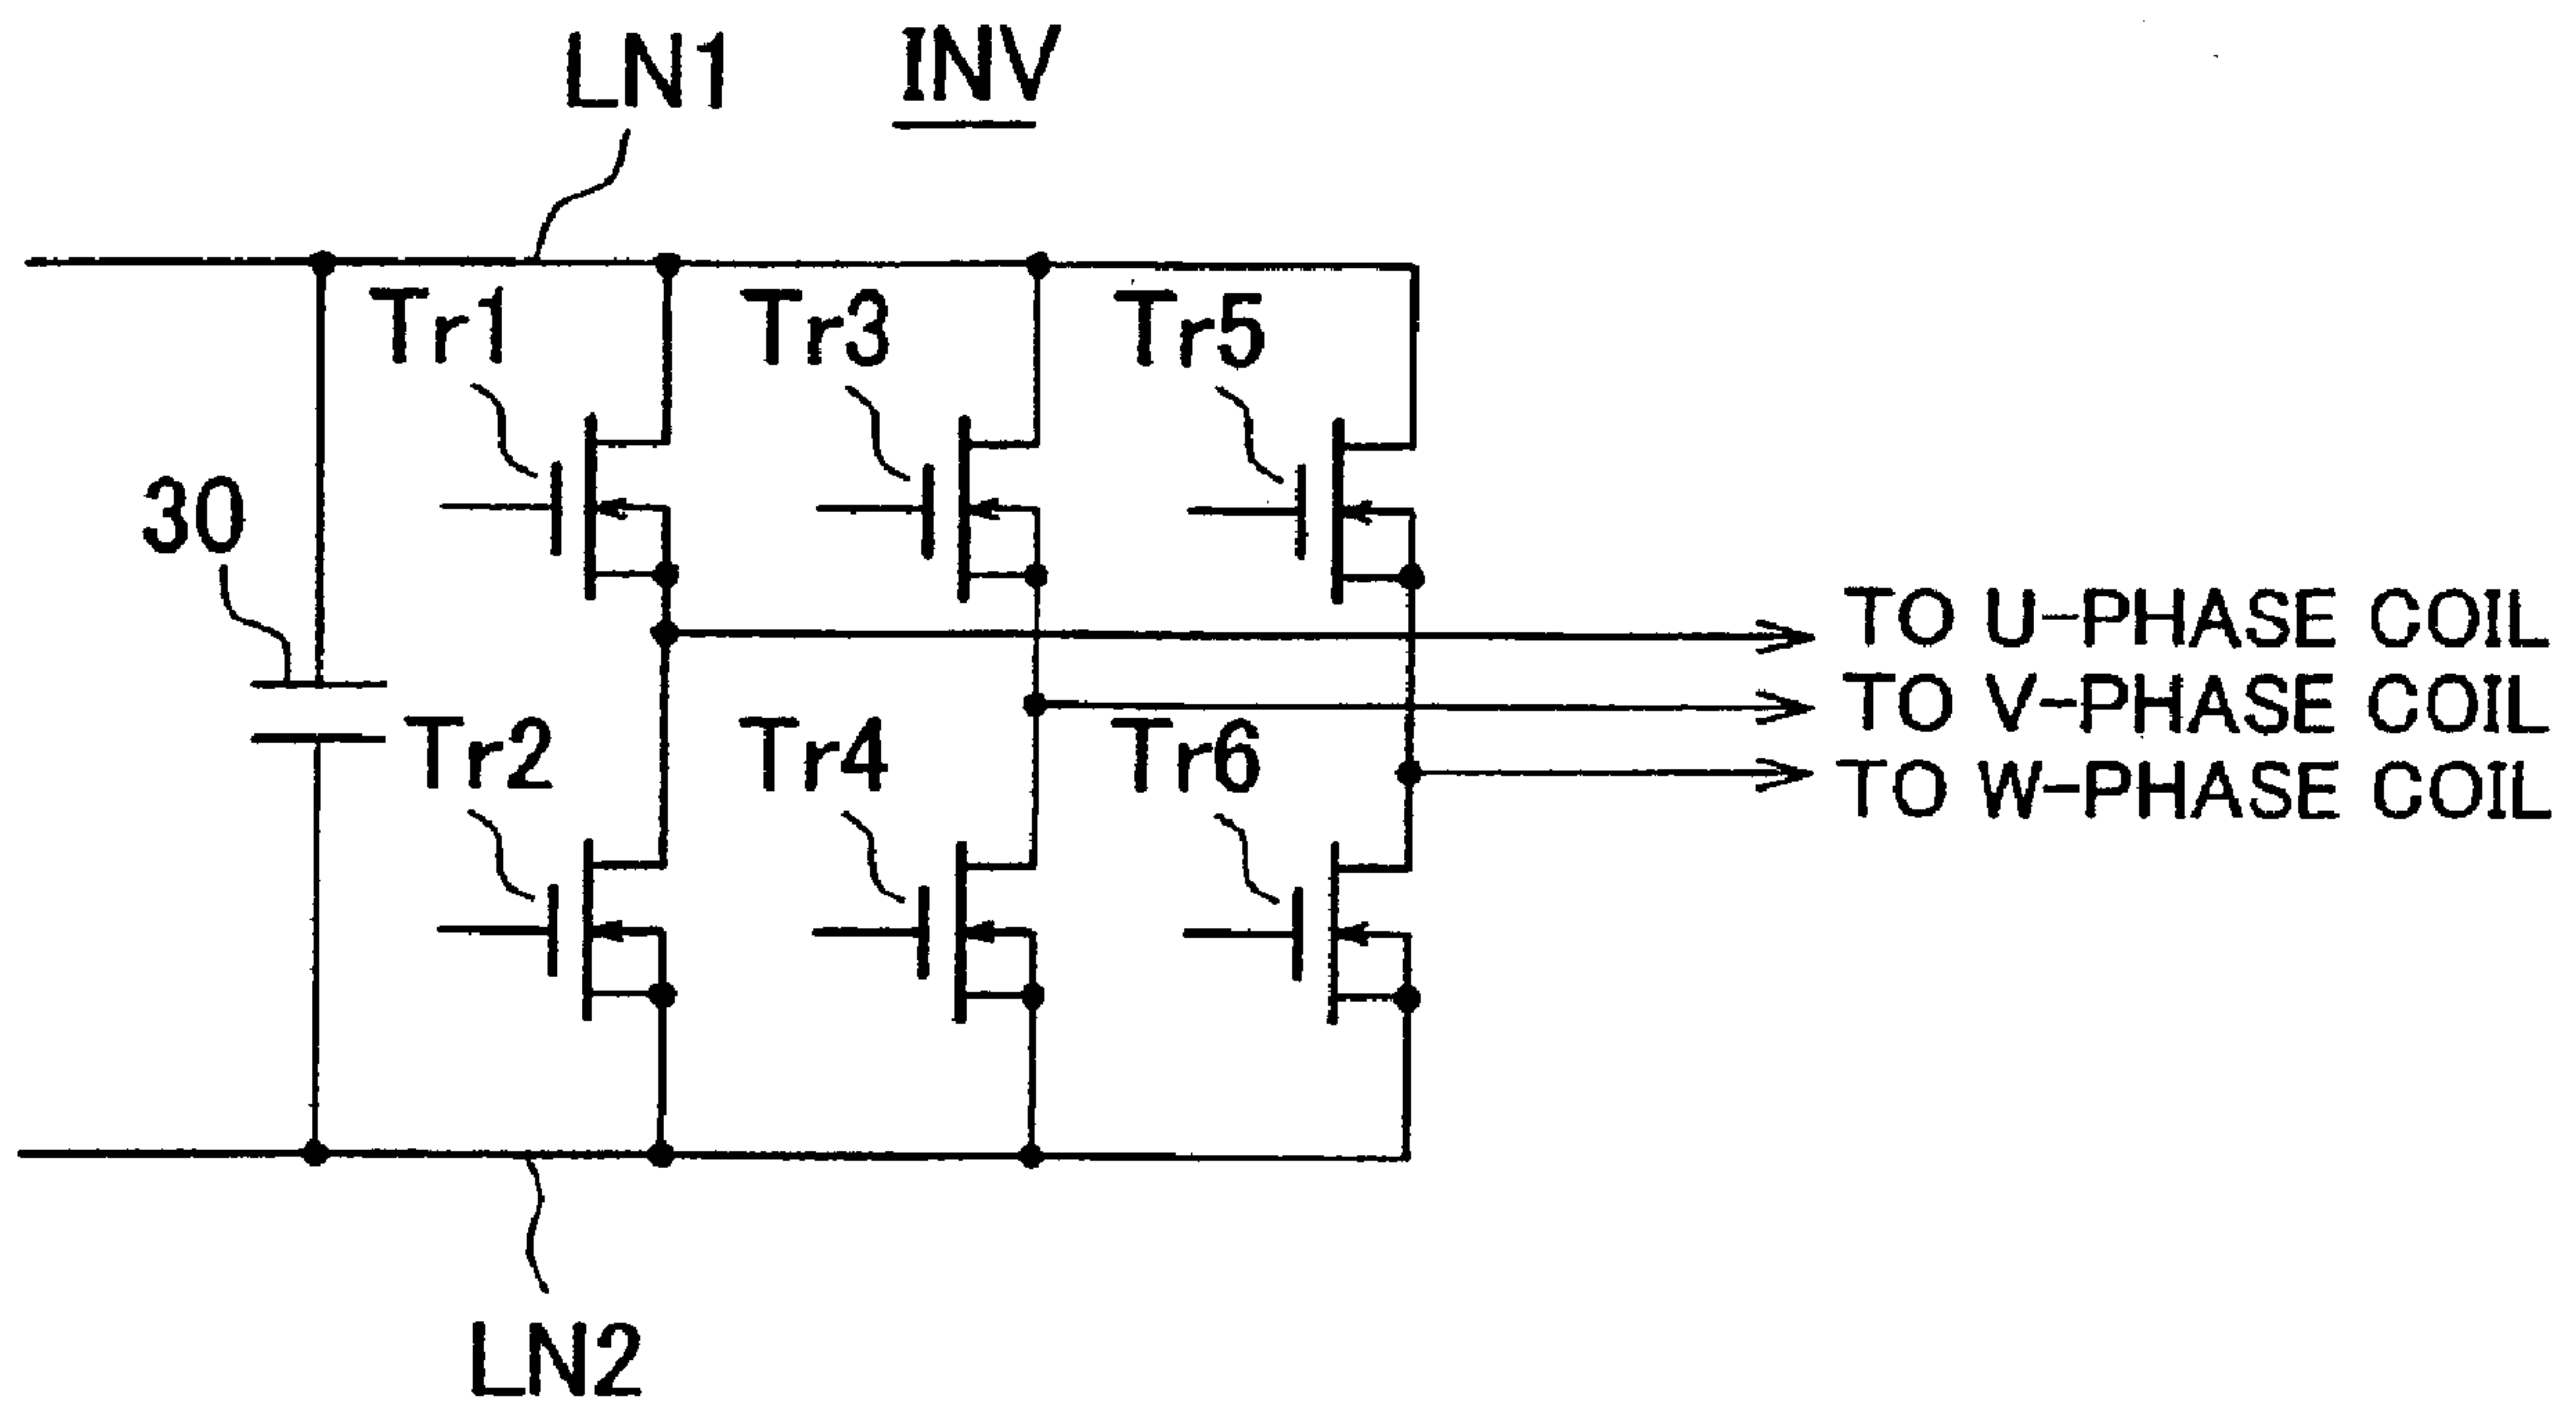 LN1 INV
Tr1 Tr3 Tr5
30
TO U-PHASE COIL
TO V-PHASE COIL
Tr2 Tr4 Tr6
TO W-PHASE COIL
LN2